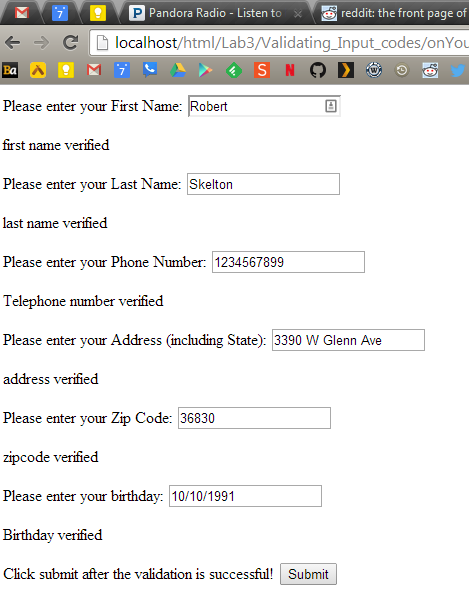 7 Pandora Radio - Listen to reddit: the front page of
localhost/html/Lab3/Validating_Input_codes/onYou
Ba 7 S N
Please enter your First Name: Robert
first name verified
Please enter your Last Name: Skelton
last name verified
Please enter your Phone Number: 1234567899
Telephone number verified
Please enter your Address (including State): 3390 W Glenn Ave
address verified
Please enter your Zip Code: 36830
zipcode verified
Please enter your birthday: 10/10/1991
Birthday verified
Click submit after the validation is successful! Submit